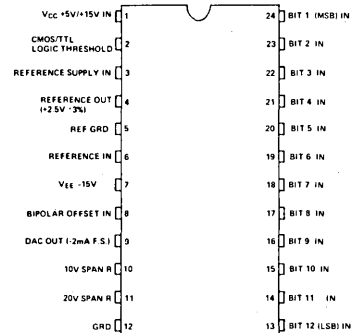 VCC +5V/+15V IN 1
CMOS/TTL
LOGIC THRESHOLD 2
REFERENCE SUPPLY IN 3
REFERENCE OUT 4
(+2.5V ·3%)
REF GRD 5
REFERENCE IN 6
VEE -15V 7
BIPOLAR OFFSET IN 8
DAC OUT (-2mA F.S.) 9
10V SPAN R 10
20V SPAN R 11
GRD 12
24 BIT 1 (MSB) IN
23 BIT 2 IN
22 BIT 3 IN
21 BIT 4 IN
20 BIT 5 IN
19 BIT 6 IN
18 BIT 7 IN
17 BIT 8 IN
16 BIT 9 IN
15 BIT 10 IN
14 BIT 11 IN
13 BIT 12 (LSB) IN